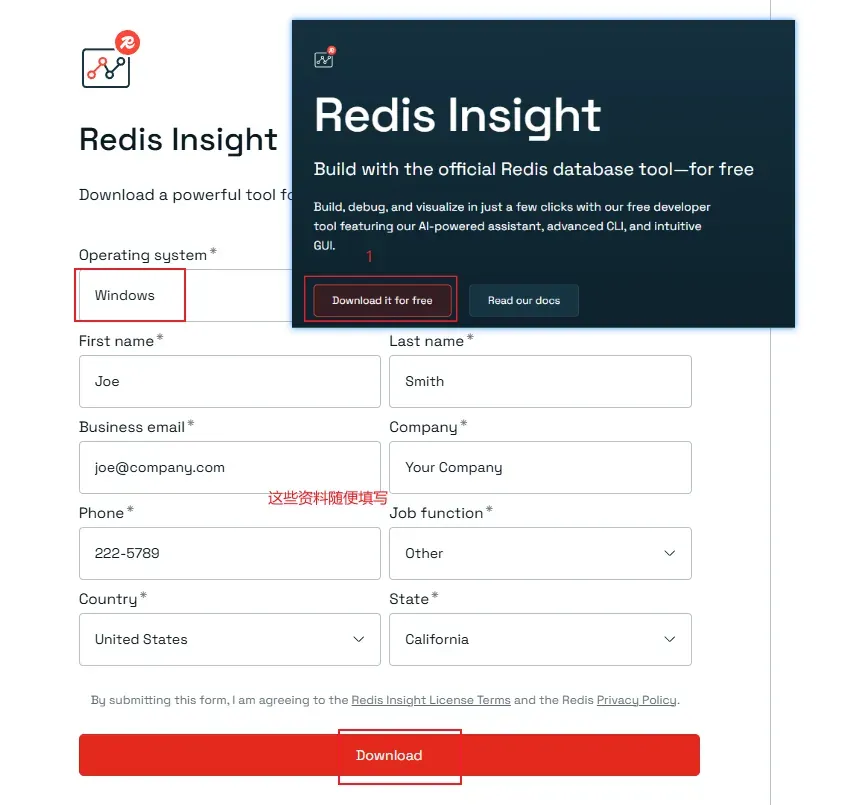 Redis Insight
Download a powerful tool fo
Redis Insight
Build with the official Redis database tool—for free
Build, debug, and visualize in just a few clicks with our free developer
tool featuring our AI-powered assistant, advanced CLI, and intuitive
GUI.
1
Download it for free
Read our docs
Operating system*
Windows
First name*
Last name*
Joe
Smith
Business email*
Company*
joe@company.com
Your Company
这些资料随便填写
Phone*
Job function*
222-5789
Other
Country*
State*
United States
California
By submitting this form, I am agreeing to the Redis Insight License Terms and the Redis Privacy Policy.
Download